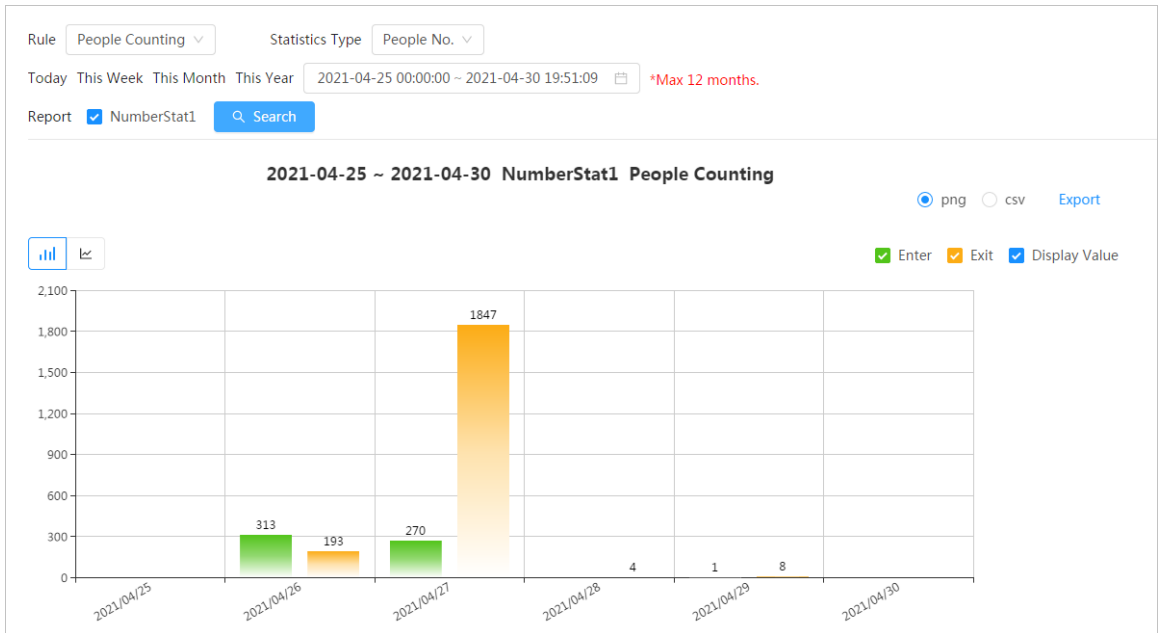 Rule People Counting Statistics Type People No.
Today This Week This Month This Year 2021-04-25 00:00:00 ~ 2021-04-30 19:51:09 *Max 12 months.
Report NumberStat1 Search
2021-04-25 ~ 2021-04-30 NumberStat1 People Counting
png csv Export
Enter Exit Display Value
2,100
1847
1,800
1,500
1,200
900
600
313 193 270
300
4 1 8
0
2021/04/25 2021/04/26 2021/04/27 2021/04/28 2021/04/29 2021/04/30